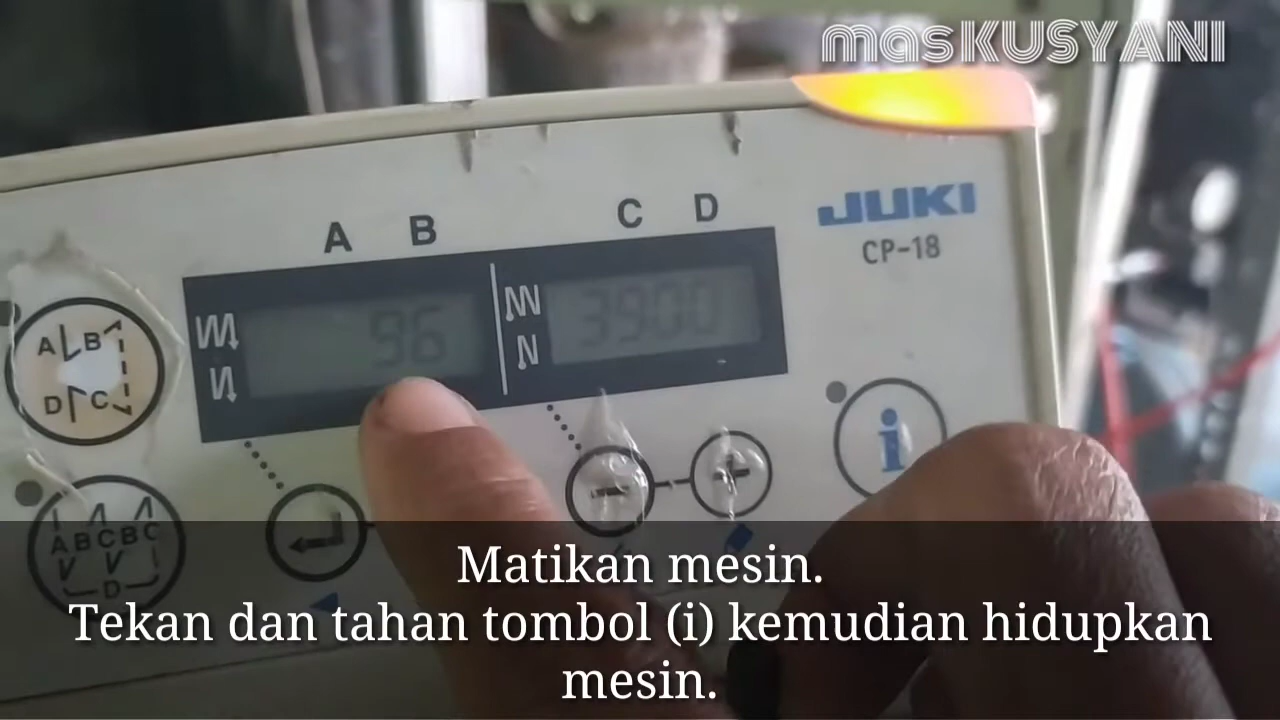 masKUSYANI
A B
C D
JUKI
CP-18
96
3900
A B
D C
i
A B C B C
D
Matikan mesin.
Tekan dan tahan tombol (i) kemudian hidupkan
mesin.